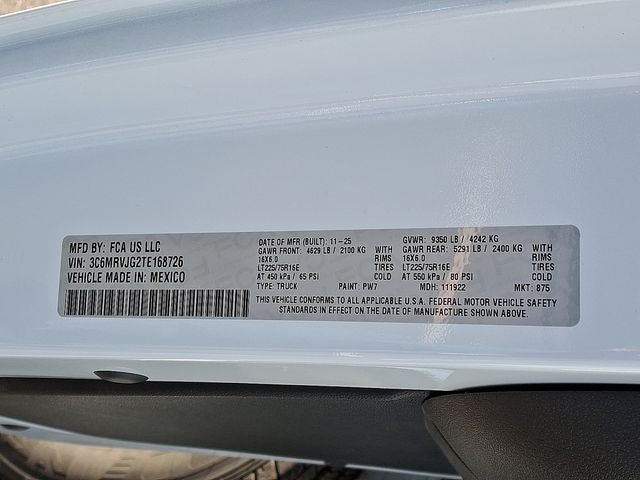 MFD BY: FCA US LLC
VIN: 3C6MRVJG2TE168726
VEHICLE MADE IN: MEXICO
DATE OF MFR (BUILT): 11-25 GVWR: 9350 LB / 4242 KG
GAWR FRONT: 4629 LB / 2100 KG WITH GAWR REAR: 5291 LB / 2400 KG WITH
16X6.0 RIMS 16X6.0 RIMS
LT225/75R16E TIRES LT225/75R16E TIRES
AT 450 kPa / 65 PSI COLD AT 550 kPa / 80 PSI COLD
TYPE: TRUCK PAINT: PW7 MDH: 111922 MKT: 875
THIS VEHICLE CONFORMS TO ALL APPLICABLE U.S.A. FEDERAL MOTOR VEHICLE SAFETY
STANDARDS IN EFFECT ON THE DATE OF MANUFACTURE SHOWN ABOVE.